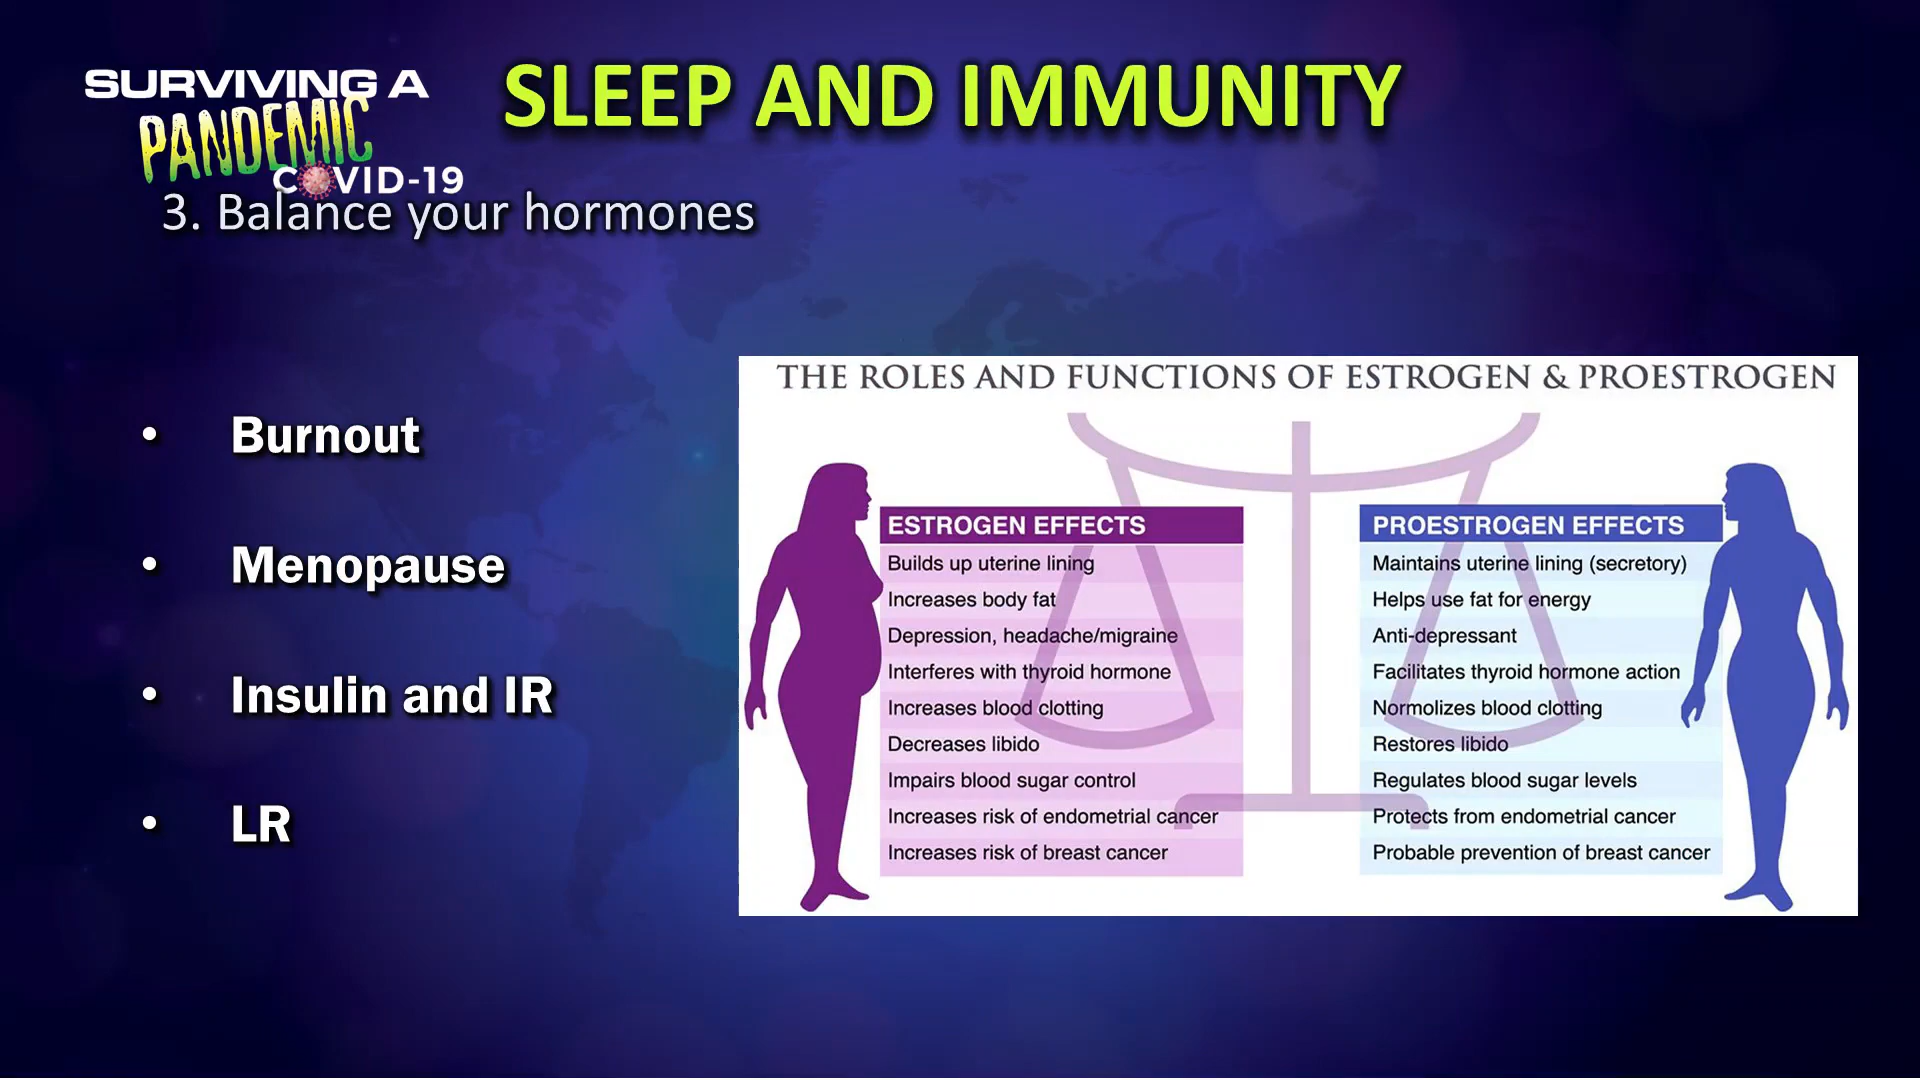 SURVIVING A
PANDEMIC
COVID-19
SLEEP AND IMMUNITY
3. Balance your hormones
• Burnout
• Menopause
• Insulin and IR
• LR
THE ROLES AND FUNCTIONS OF ESTROGEN & PROESTROGEN
ESTROGEN EFFECTS
Builds up uterine lining
Increases body fat
Depression, headache/migraine
Interferes with thyroid hormone
Increases blood clotting
Decreases libido
Impairs blood sugar control
Increases risk of endometrial cancer
Increases risk of breast cancer
PROESTROGEN EFFECTS
Maintains uterine lining (secretory)
Helps use fat for energy
Anti-depressant
Facilitates thyroid hormone action
Normolizes blood clotting
Restores libido
Regulates blood sugar levels
Protects from endometrial cancer
Probable prevention of breast cancer